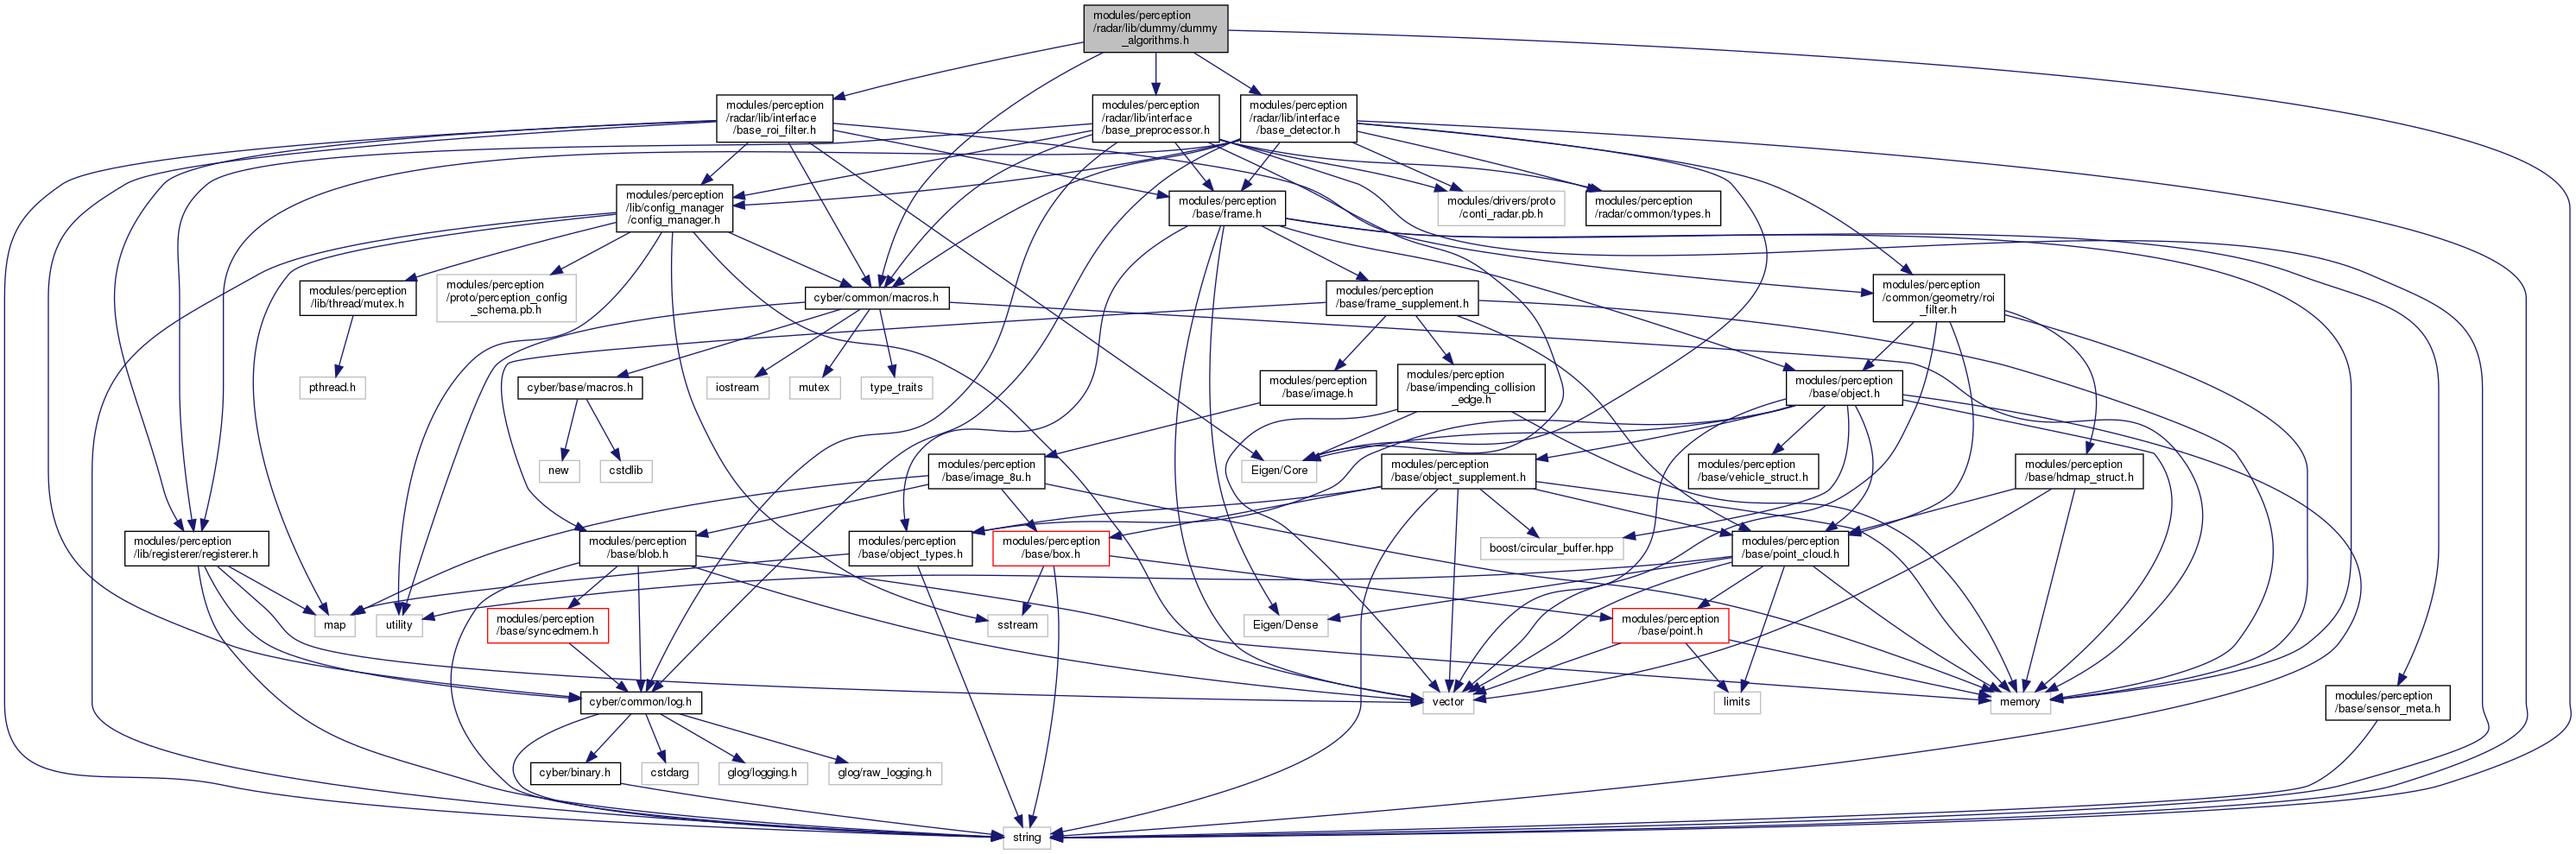 modules/perception
/radar/lib/dummy/dummy
_algorithms.h
modules/perception
/radar/lib/interface
/base_roi_filter.h
modules/perception
/radar/lib/interface
/base_preprocessor.h
modules/perception
/radar/lib/interface
/base_detector.h
modules/perception
/lib/config_manager
/config_manager.h
modules/perception
/base/frame.h
modules/drivers/proto
/conti_radar.pb.h
modules/perception
/radar/common/types.h
modules/perception
/lib/thread/mutex.h
modules/perception
/proto/perception_config
_schema.pb.h
cyber/common/macros.h
modules/perception
/base/frame_supplement.h
modules/perception
/common/geometry/roi
_filter.h
pthread.h
cyber/base/macros.h
iostream
mutex
type_traits
modules/perception
/base/image.h
modules/perception
/base/impending_collision
_edge.h
modules/perception
/base/object.h
new
cstdlib
modules/perception
/base/image_8u.h
Eigen/Core
modules/perception
/base/object_supplement.h
modules/perception
/base/vehicle_struct.h
modules/perception
/base/hdmap_struct.h
modules/perception
/lib/registerer/registerer.h
modules/perception
/base/blob.h
modules/perception
/base/object_types.h
modules/perception
/base/box.h
boost/circular_buffer.hpp
modules/perception
/base/point_cloud.h
map
utility
modules/perception
/base/syncedmem.h
sstream
Eigen/Dense
modules/perception
/base/point.h
cyber/common/log.h
vector
limits
memory
modules/perception
/base/sensor_meta.h
cyber/binary.h
cstdarg
glog/logging.h
glog/raw_logging.h
string